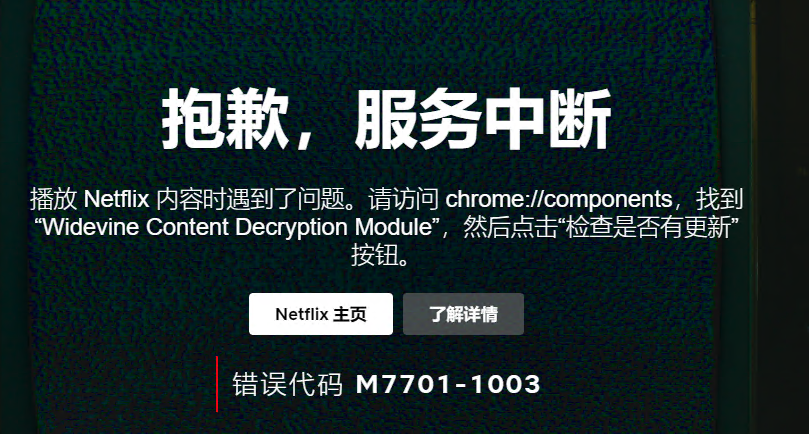 抱歉，服务中断
播放 Netflix 内容时遇到了问题。请访问 chrome://components，找到
“Widevine Content Decryption Module”，然后点击“检查是否有更新”
按钮。
Netflix 主页
了解详情
错误代码 M7701-1003